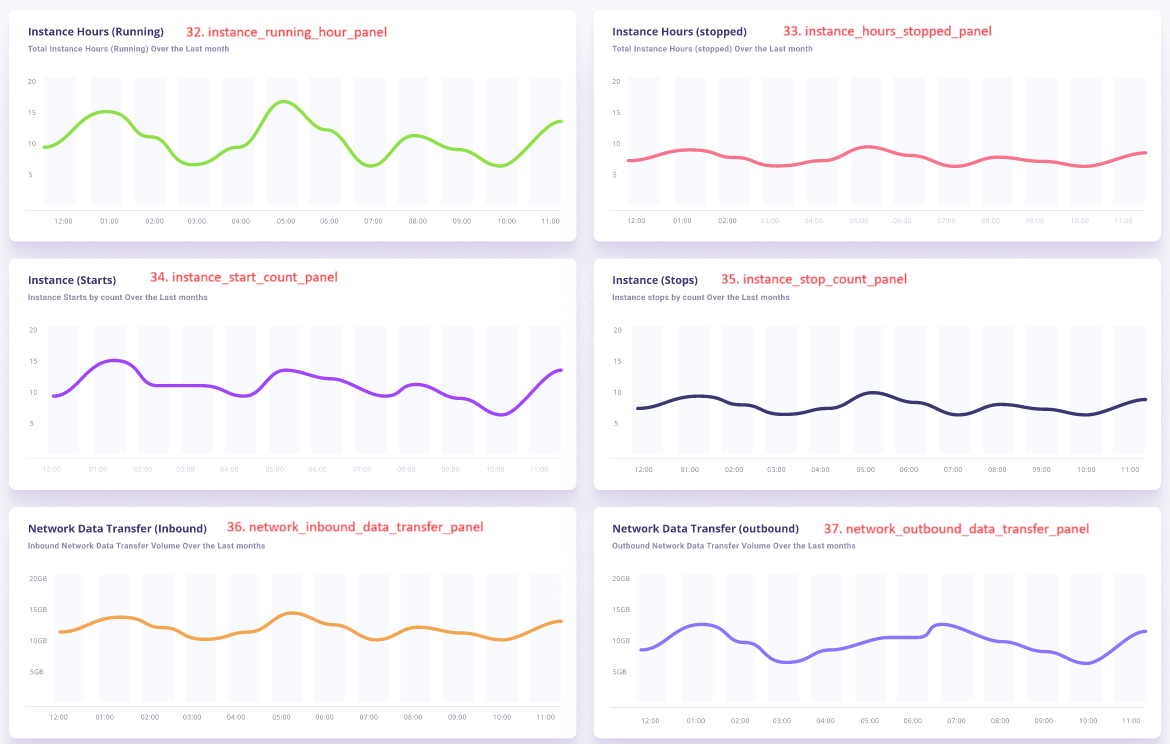 Instance Hours (Running) 32. instance_running_hour_panel
Total Instance Hours (Running) Over the Last month
20
15
10
5
12:00 01:00 02:00 03:00 04:00 05:00 06:00 07:00 08:00 09:00 10:00 11:00
Instance Hours (stopped) 33. instance_hours_stopped_panel
Total Instance Hours (stopped) Over the Last month
20
15
10
5
12:00 01:00 02:00 03:00 04:00 05:00 06:00 07:00 08:00 09:00 10:00 11:00
Instance (Starts) 34. instance_start_count_panel
Instance Starts by count Over the Last months
20
15
10
5
12:00 01:00 02:00 03:00 04:00 05:00 06:00 07:00 08:00 09:00 10:00 11:00
Instance (Stops) 35. instance_stop_count_panel
Instance stops by count Over the Last months
20
15
10
5
12:00 01:00 02:00 03:00 04:00 05:00 06:00 07:00 08:00 09:00 10:00 11:00
Network Data Transfer (Inbound) 36. network_inbound_data_transfer_panel
Inbound Network Data Transfer Volume Over the Last months
20GB
15GB
10GB
5GB
12:00 01:00 02:00 03:00 04:00 05:00 06:00 07:00 08:00 09:00 10:00 11:00
Network Data Transfer (outbound) 37. network_outbound_data_transfer_panel
Outbound Network Data Transfer Volume Over the Last months
20GB
15GB
10GB
5GB
12:00 01:00 02:00 03:00 04:00 05:00 06:00 07:00 08:00 09:00 10:00 11:00